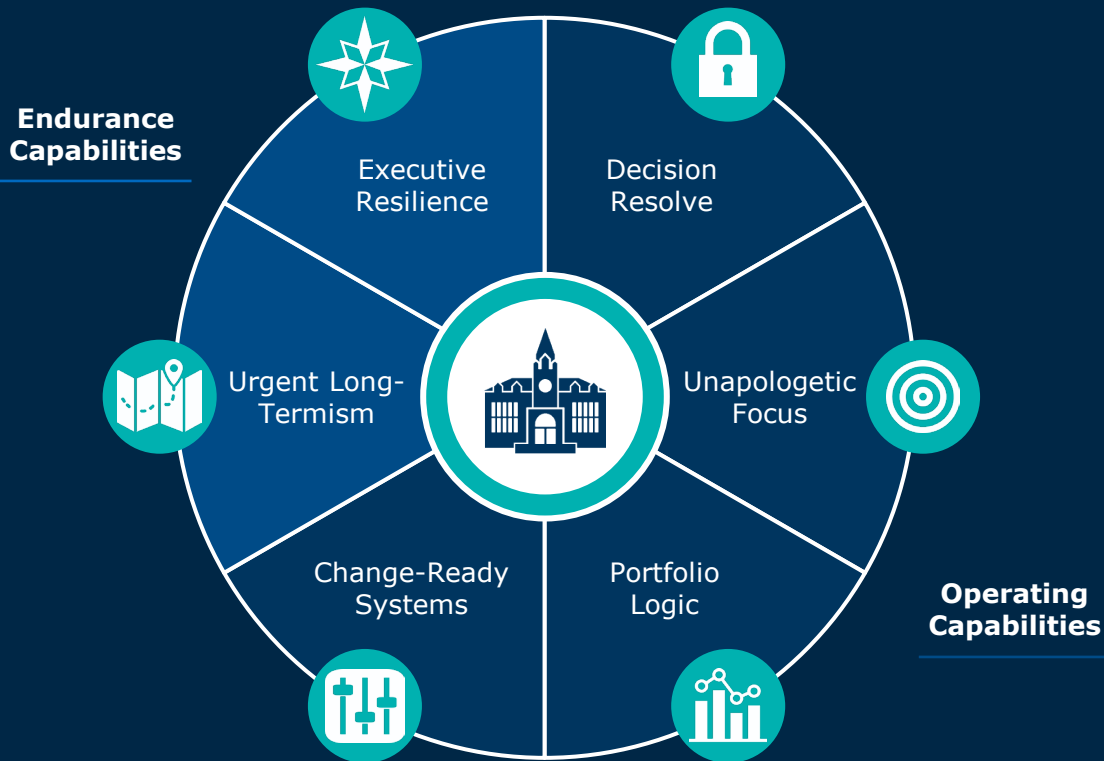 Endurance
Capabilities
Executive
Resilience
Decision
Resolve
Urgent Long-
Termism
Unapologetic
Focus
Change-Ready
Systems
Portfolio
Logic
Operating
Capabilities